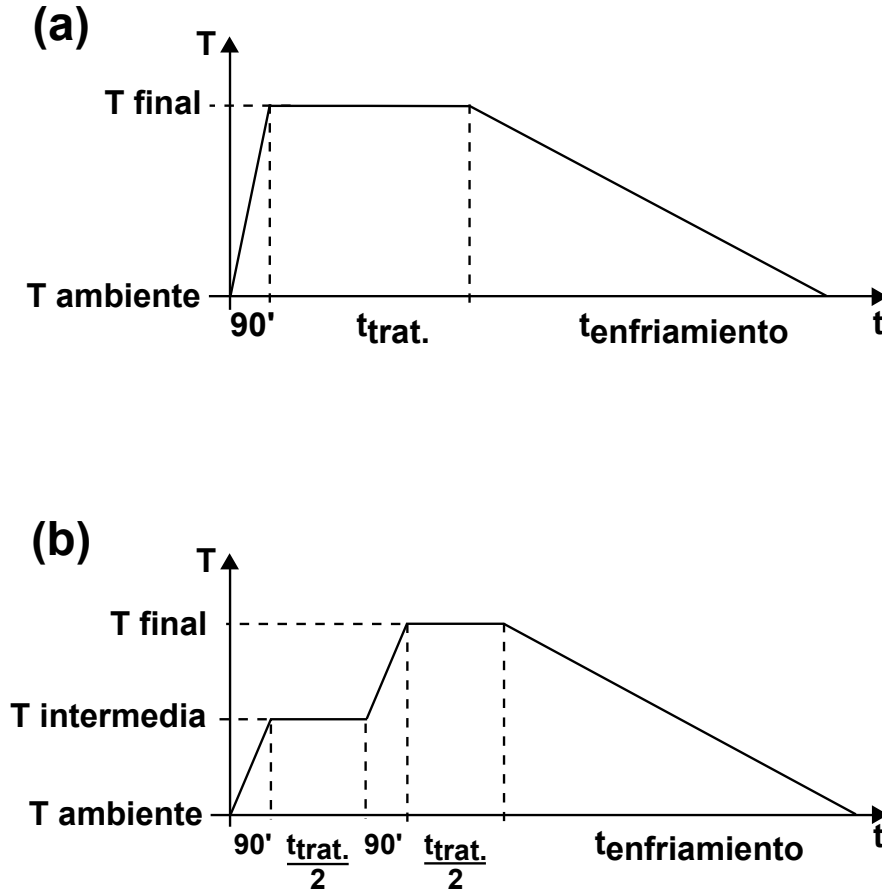 (a)
T
T final
T ambiente
90' ttrat. tenfriamiento t
(b)
T
T final
T intermedia
T ambiente
90' ttrat. 90' ttrat. tenfriamiento t
2 2